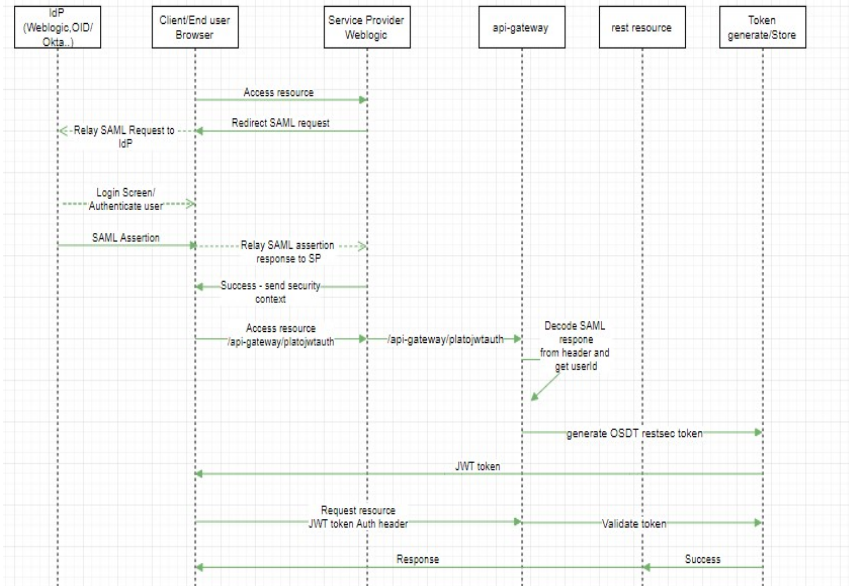 IdP
(Weblogic,OID/
Okta..)
Client/End user
Browser
Service Provider
Weblogic
api-gateway
rest resource
Token
generate/Store
Access resource
Redirect SAML request
Relay SAML Request to
IdP
Login Screen/
Authenticate user
SAML Assertion
Relay SAML assertion
response to SP
Success - send security
context
Access resource
/api-gateway/platojwtauth
/api-gateway/platojwtauth
Decode SAML
respone
from header and
get userId
generate OSDT restsec token
JWT token
Request resource
JWT token Auth header
Validate token
Response
Success